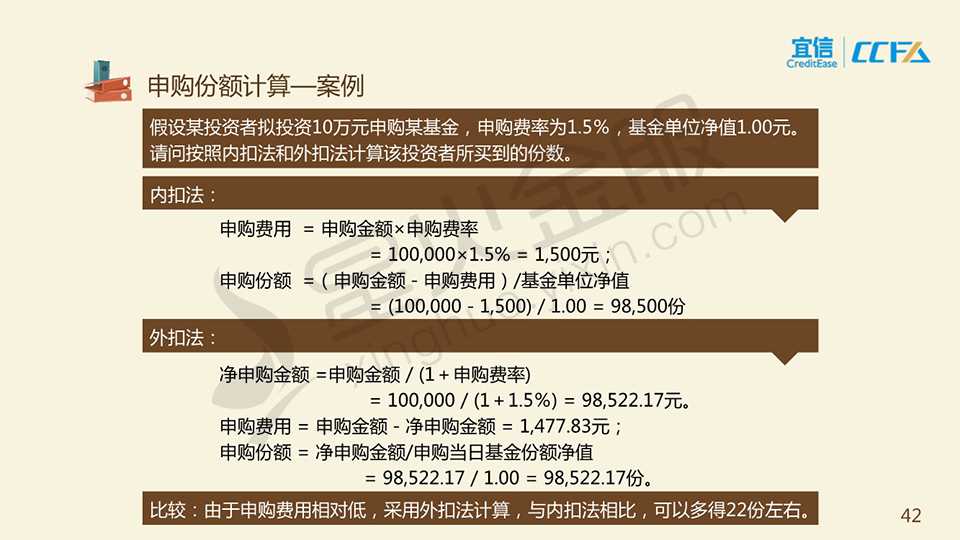 宜信
CreditEase
CCFA
申购份额计算—案例
假设某投资者拟投资10万元申购某基金，申购费率为1.5%，基金单位净值1.00元。
请问按照内扣法和外扣法计算该投资者所买到的份数。
内扣法：
申购费用 = 申购金额×申购费率
= 100,000×1.5% = 1,500元；
申购份额 =（申购金额 - 申购费用）/基金单位净值
= (100,000 - 1,500) / 1.00 = 98,500份
外扣法：
净申购金额 =申购金额 / (1＋申购费率)
= 100,000 / (1＋1.5%) = 98,522.17元。
申购费用 = 申购金额 - 净申购金额 = 1,477.83元；
申购份额 = 净申购金额/申购当日基金份额净值
= 98,522.17 / 1.00 = 98,522.17份。
比较：由于申购费用相对低，采用外扣法计算，与内扣法相比，可以多得22份左右。
42
星火金服
xinghuo.yixin.com